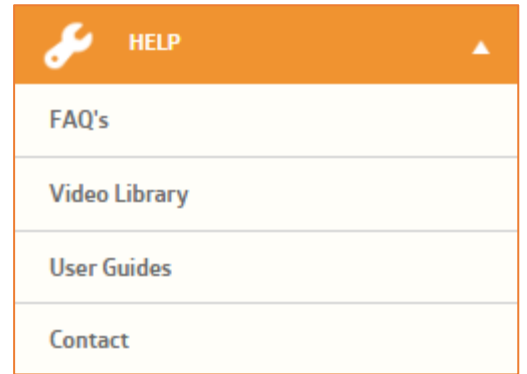 HELP
FAQ's
Video Library
User Guides
Contact